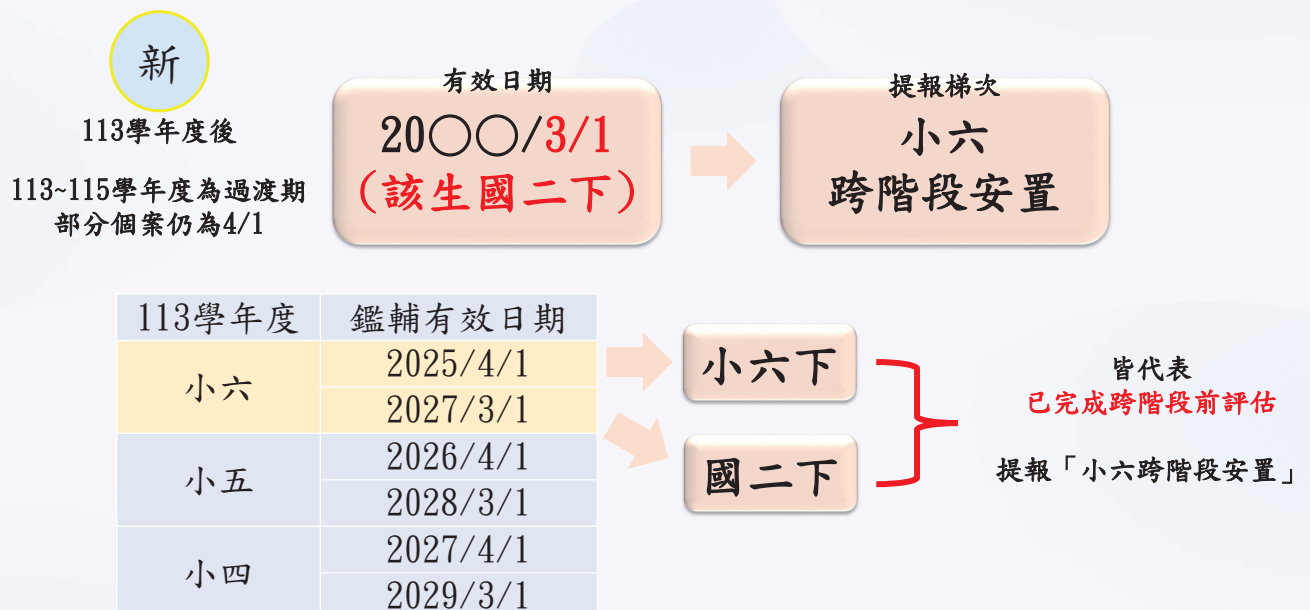 新
113學年度後
113~115學年度為過渡期
部分個案仍為4/1
有效日期
20○○/3/1
(該生國二下)
提報梯次
小六
跨階段安置
113學年度 鑑輔有效日期
小六
2025/4/1
2027/3/1
小五
2026/4/1
2028/3/1
小四
2027/4/1
2029/3/1
小六下
國二下
皆代表
已完成跨階段前評估
提報「小六跨階段安置」